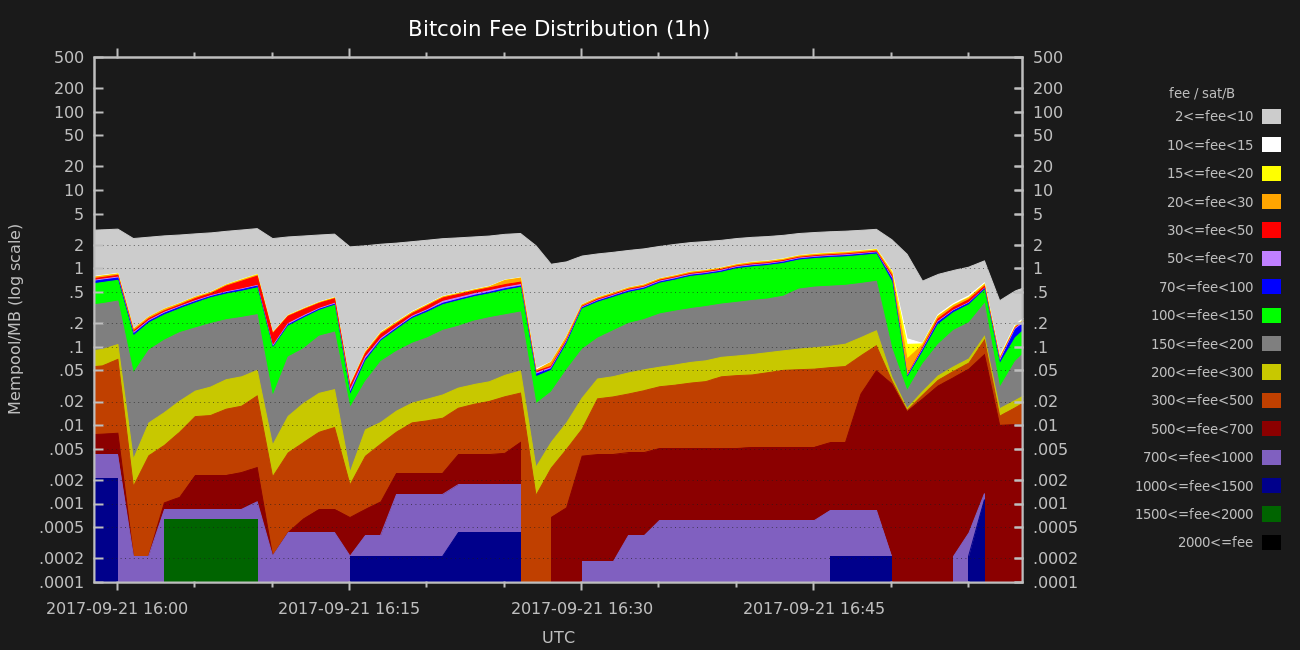 Bitcoin Fee Distribution (1h)
Mempool/MB (log scale)
500
200
100
50
20
10
5
2
1
.5
.2
.1
.05
.02
.01
.005
.002
.001
.0005
.0002
.0001
500
200
100
50
20
10
5
2
1
.5
.2
.1
.05
.02
.01
.005
.002
.001
.0005
.0002
.0001
2017-09-21 16:00
2017-09-21 16:15
2017-09-21 16:30
2017-09-21 16:45
UTC
fee / sat/B
2<=fee<10
10<=fee<15
15<=fee<20
20<=fee<30
30<=fee<50
50<=fee<70
70<=fee<100
100<=fee<150
150<=fee<200
200<=fee<300
300<=fee<500
500<=fee<700
700<=fee<1000
1000<=fee<1500
1500<=fee<2000
2000<=fee